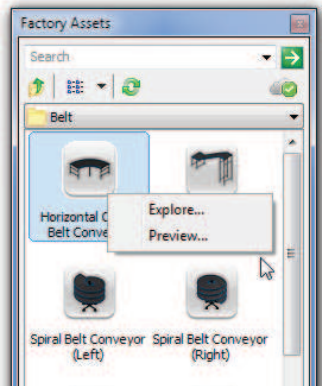 Factory Assets
Search
Belt
Horizontal
Belt Conve
Explore...
Preview...
Spiral Belt Conveyor
(Left)
Spiral Belt Conveyor
(Right)